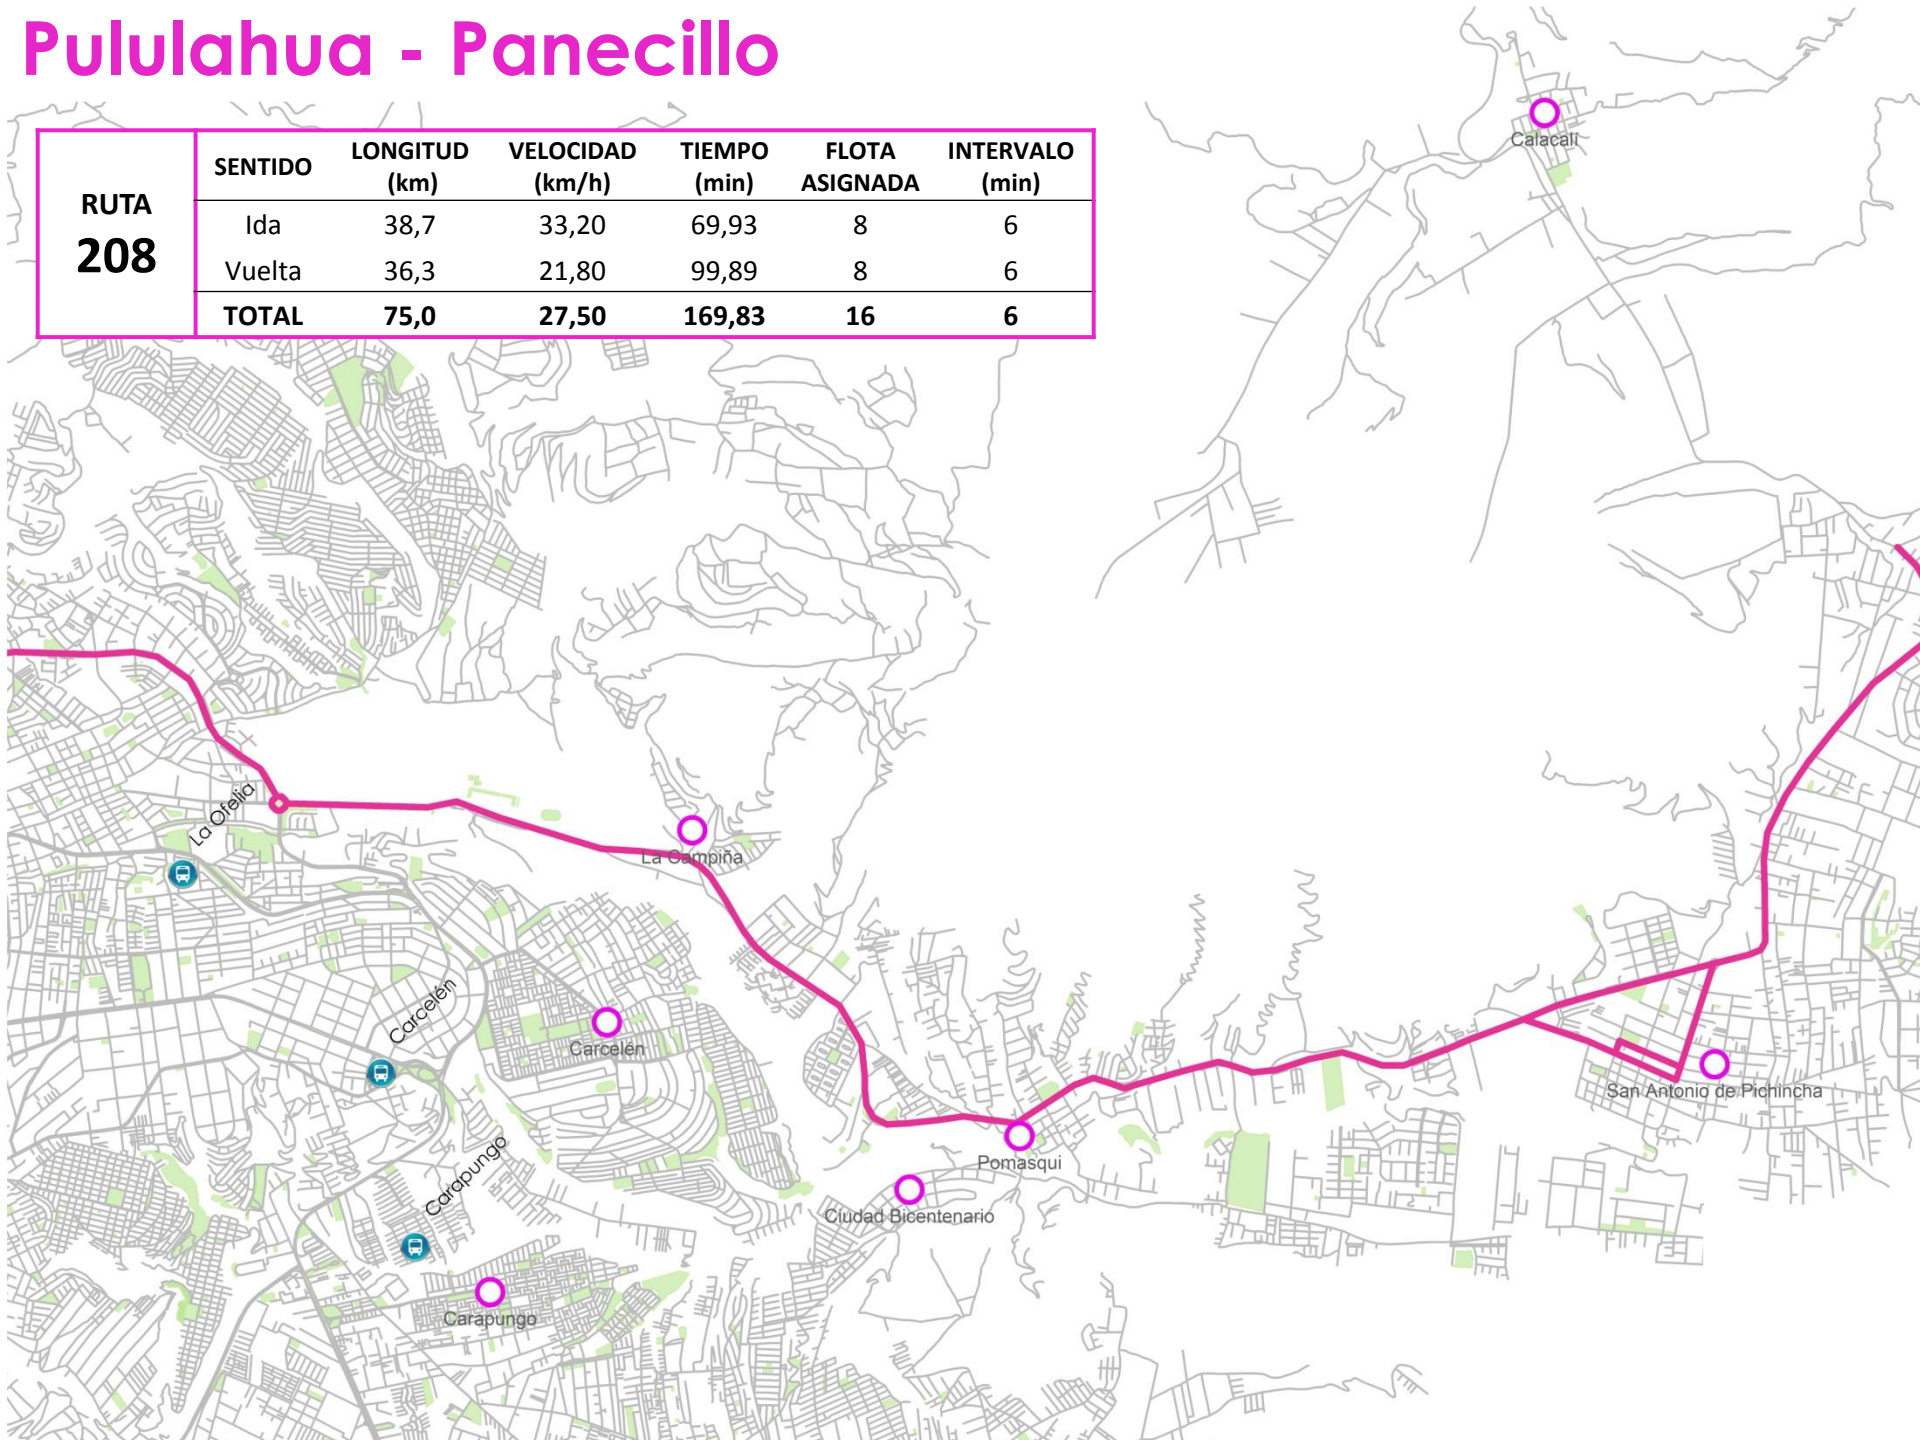 Pululahua - Panecillo
RUTA
208
SENTIDO LONGITUD (km) VELOCIDAD (km/h) TIEMPO (min) FLOTA ASIGNADA INTERVALO (min)
Ida 38,7 33,20 69,93 8 6
Vuelta 36,3 21,80 99,89 8 6
TOTAL 75,0 27,50 169,83 16 6
Calacalí
La Ofelia
La Campiña
Carcelén
Carcelén
San Antonio de Pichincha
Pomasqui
Carapungo
Ciudad Bicentenario
Carapungo